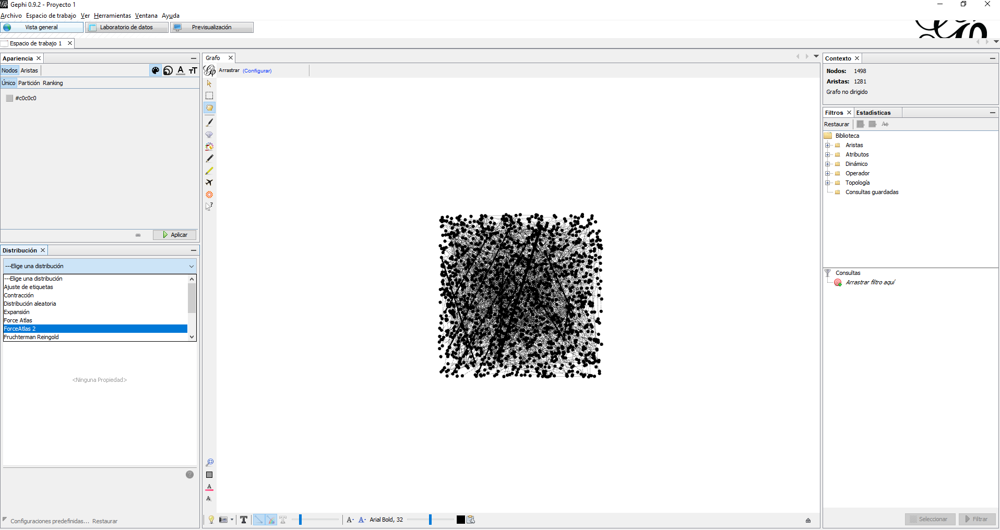 Gephi 0.9.2 - Proyecto 1
Archivo Espacio de trabajo Ver Herramientas Ventana Ayuda
Vista general Laboratorio de datos Previsualización
Espacio de trabajo 1
Apariencia
Nodos Aristas
Único Partición Ranking
#c0c0c0
Aplicar
Distribución
---Elige una distribución
---Elige una distribución
Ajuste de etiquetas
Contracción
Distribución aleatoria
Expansión
Force Atlas
ForceAtlas 2
Fruchterman Reingold
<Ninguna Propiedad>
Configuraciones predefinidas... Restaurar
Grafo
Arrastrar (Configurar)
Arial Bold, 32
Contexto
Nodos: 1498
Aristas: 1281
Grafo no dirigido
Filtros Estadísticas
Restaurar
Biblioteca
Aristas
Atributos
Dinámico
Operador
Topología
Consultas guardadas
Consultas
Arrastrar filtro aquí
Seleccionar Filtrar